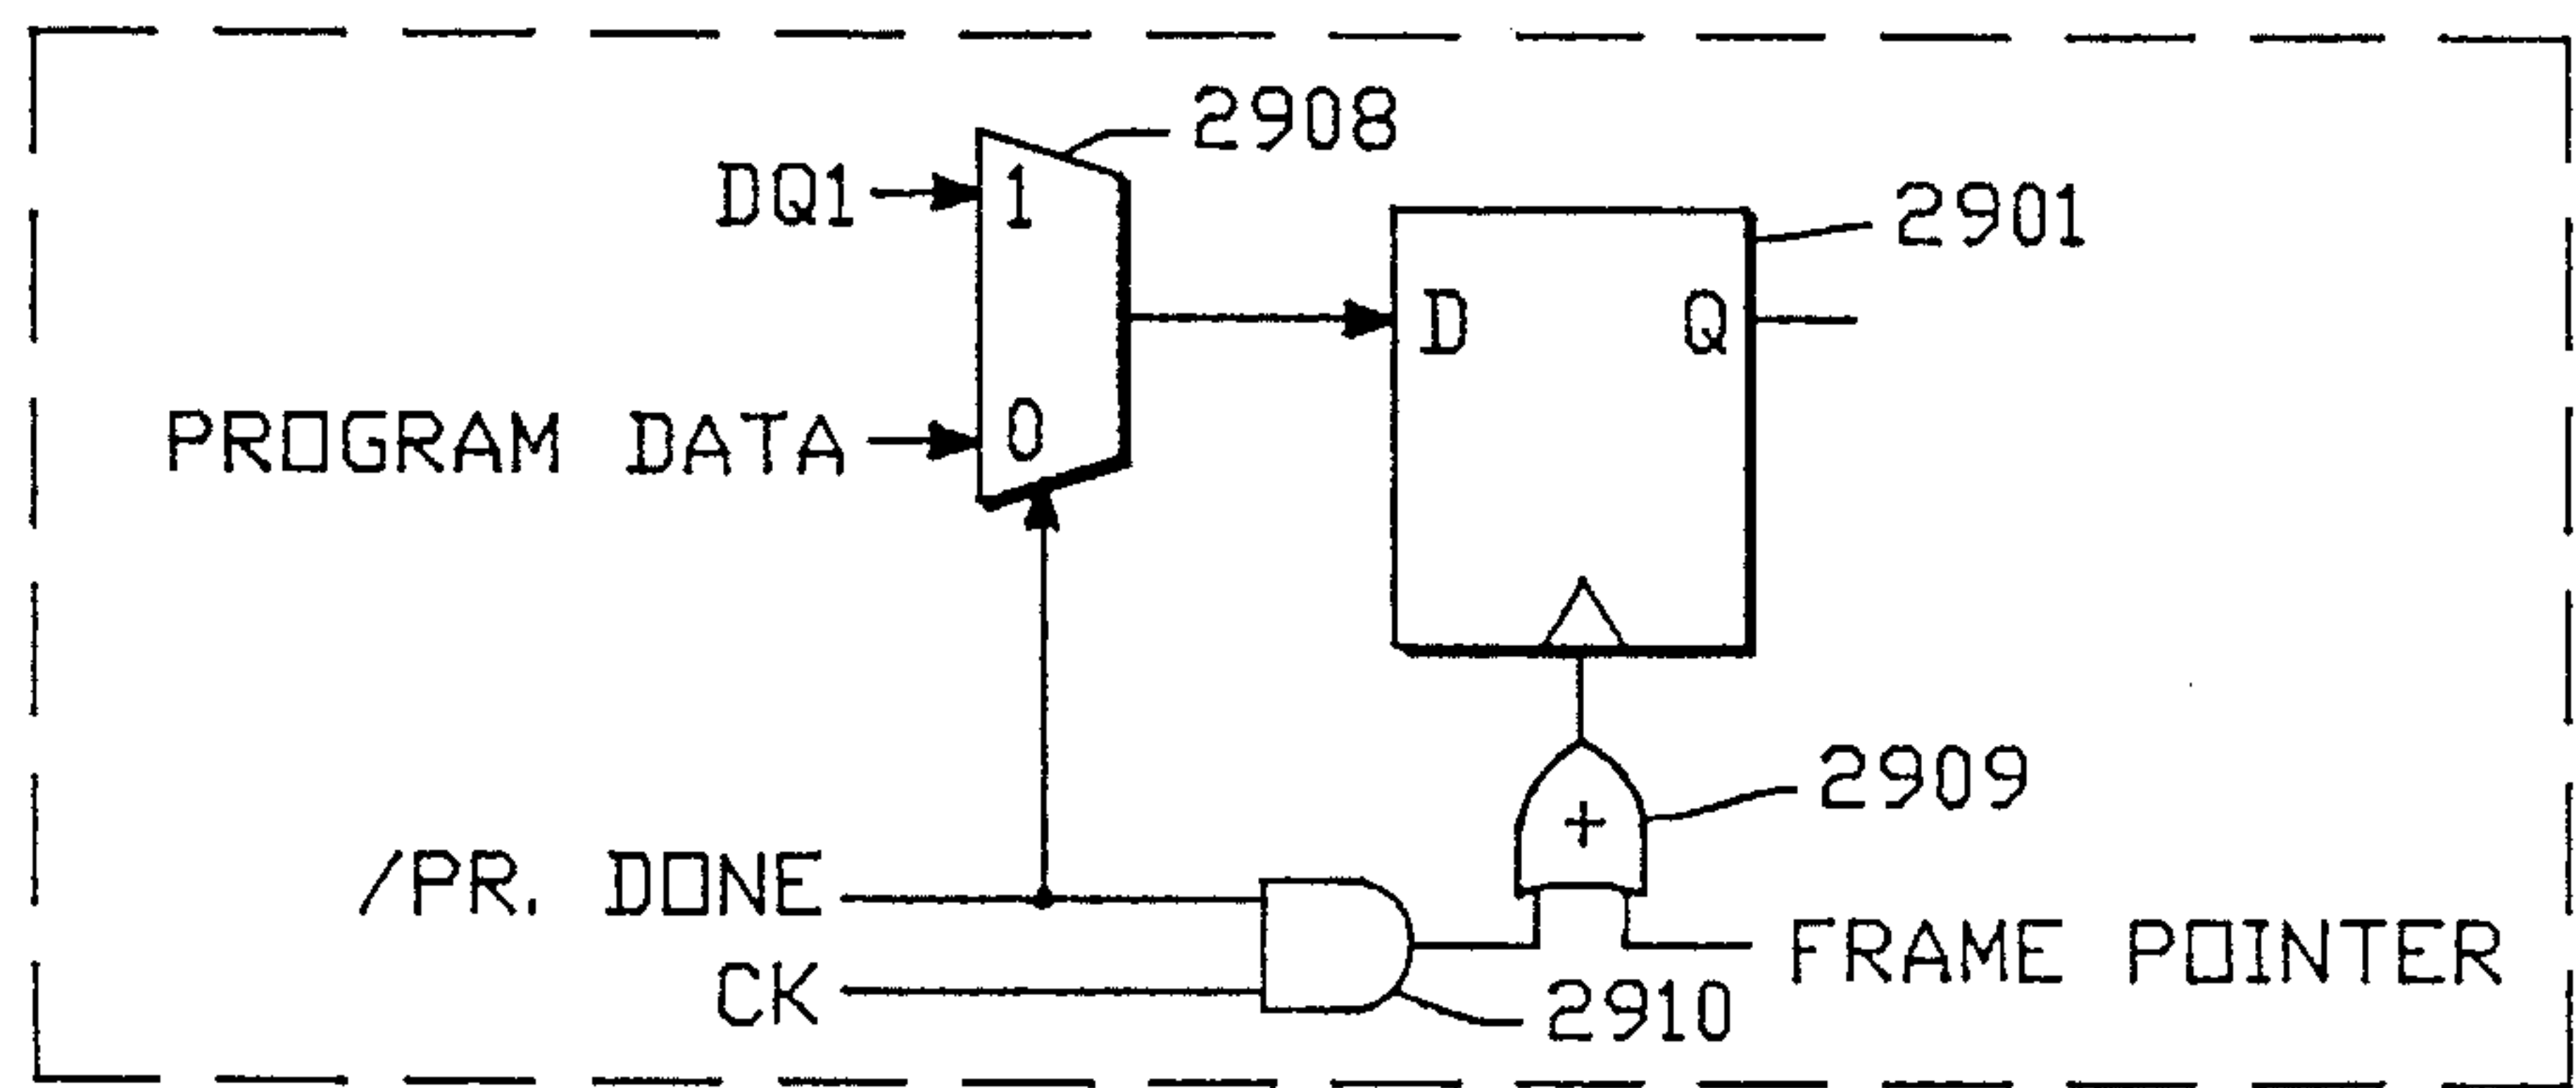 2908
DQ1
1
2901
D
Q
PROGRAM DATA
0
2909
+
/PR. DONE
FRAME POINTER
CK
2910